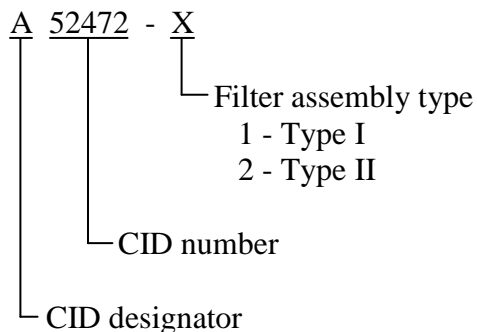 A 52472 - X
Filter assembly type
1 - Type I
2 - Type II
CID number
CID designator